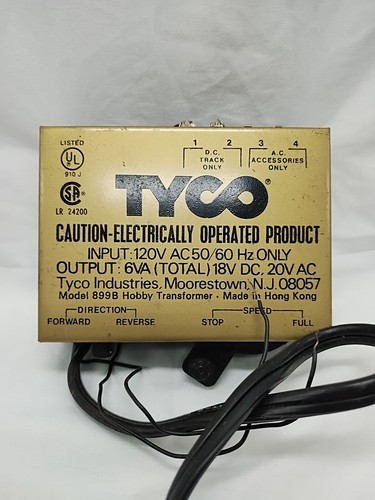 LISTED
UL
®
910 J
SA
®
LR 24200
1 2 3 4
D.C. TRACK ONLY
A.C. ACCESSORIES ONLY
TYCO®
CAUTION-ELECTRICALLY OPERATED PRODUCT
INPUT: 120V AC 50/60 Hz ONLY
OUTPUT: 6VA (TOTAL) 18V DC, 20V AC
Tyco Industries, Moorestown, N.J. 08057
Model 899B Hobby Transformer • Made in Hong Kong
DIRECTION SPEED
FORWARD REVERSE STOP FULL